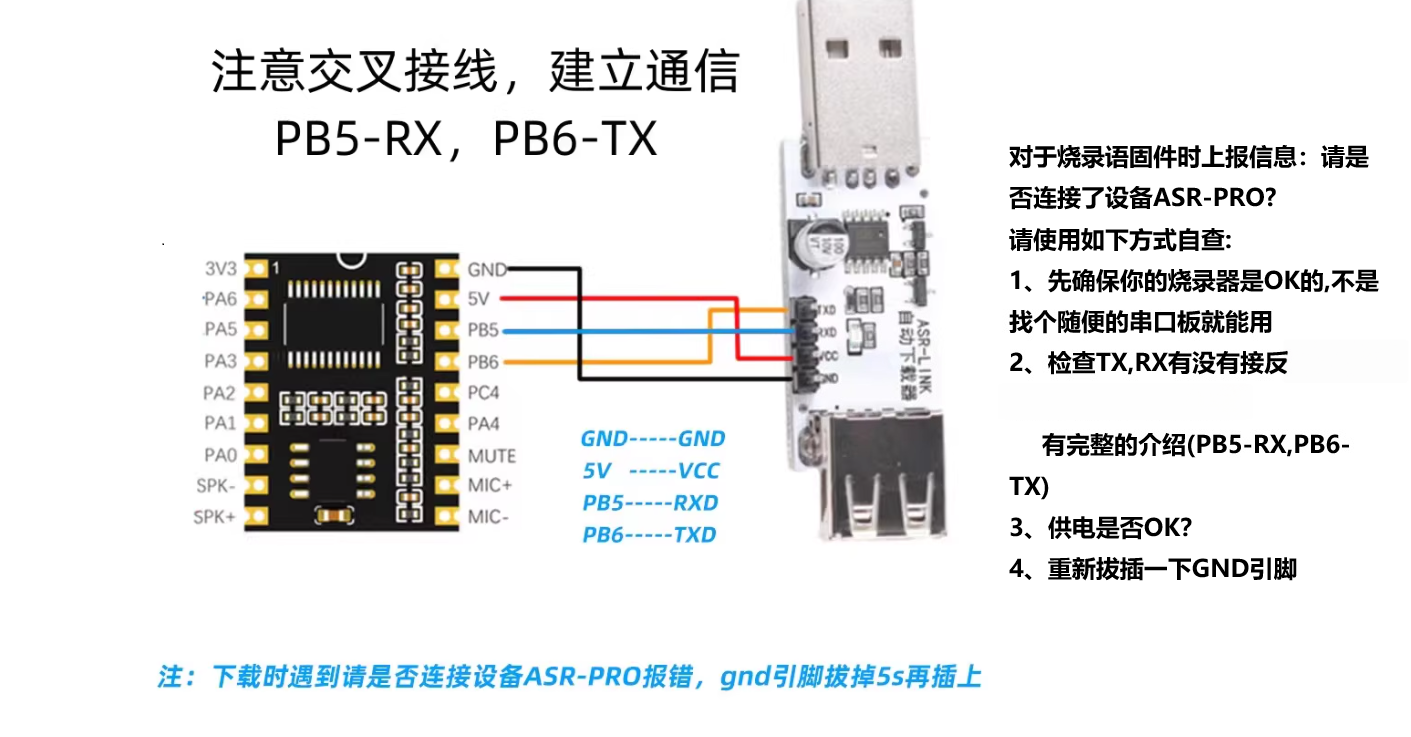 注意交叉接线，建立通信
PB5-RX，PB6-TX
3V3
PA6
PA5
PA3
PA2
PA1
PA0
SPK-
SPK+
1
GND
5V
PB5
PB6
PC4
PA4
MUTE
MIC+
MIC-
GND-----GND
5V -----VCC
PB5-----RXD
PB6-----TXD
100
10V
VT
TXD
RXD
VCC
GND
ASR-LINK
自动下载器
对于烧录语固件时上报信息：请是
否连接了设备ASR-PRO?
请使用如下方式自查:
1、先确保你的烧录器是OK的,不是
找个随便的串口板就能用
2、检查TX,RX有没有接反
有完整的介绍(PB5-RX,PB6-
TX)
3、供电是否OK?
4、重新拔插一下GND引脚
注：下载时遇到请是否连接设备ASR-PRO报错，gnd引脚拔掉5s再插上